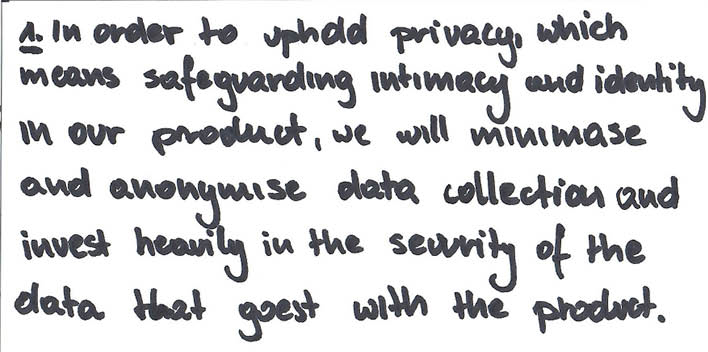 1. In order to uphold privacy, which
means safeguarding intimacy and identity
in our product, we will minimase
and anonymise data collection and
invest heavily in the security of the
data that goest with the product.